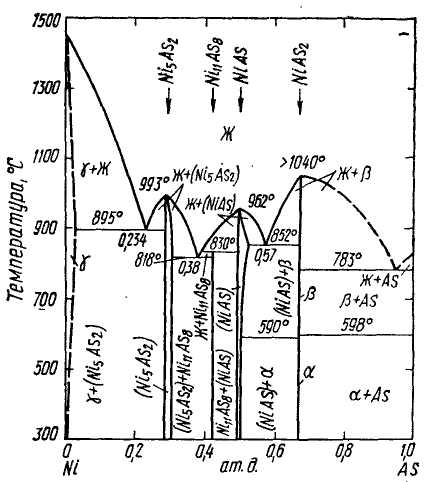 Ni₅AS₂
Ni₁₁AS₈
NiAS
NiAS₂
Температура, °С
1500
1300
1100
900
700
500
300
Ж
>1040°
γ+Ж
993°
Ж+(Ni₅AS₂)
Ж+(NiAS)
962°
Ж+β
895°
0,234
818°
0,38
830°
852°
0,57
783°
Ж+AS
γ
Ж+Ni₁₁AS₈
(NiAS)
(NiAS)+β
β
β+AS
590°
598°
γ+(Ni₅AS₂)
(Ni₅AS₂)
(Ni₅AS₂)+Ni₁₁AS₈
Ni₁₁AS₈+(NiAS)
(NiAS)+α
α
α+AS
0
0,2
0,4
0,6
0,8
1,0
Ni
ат.д.
AS